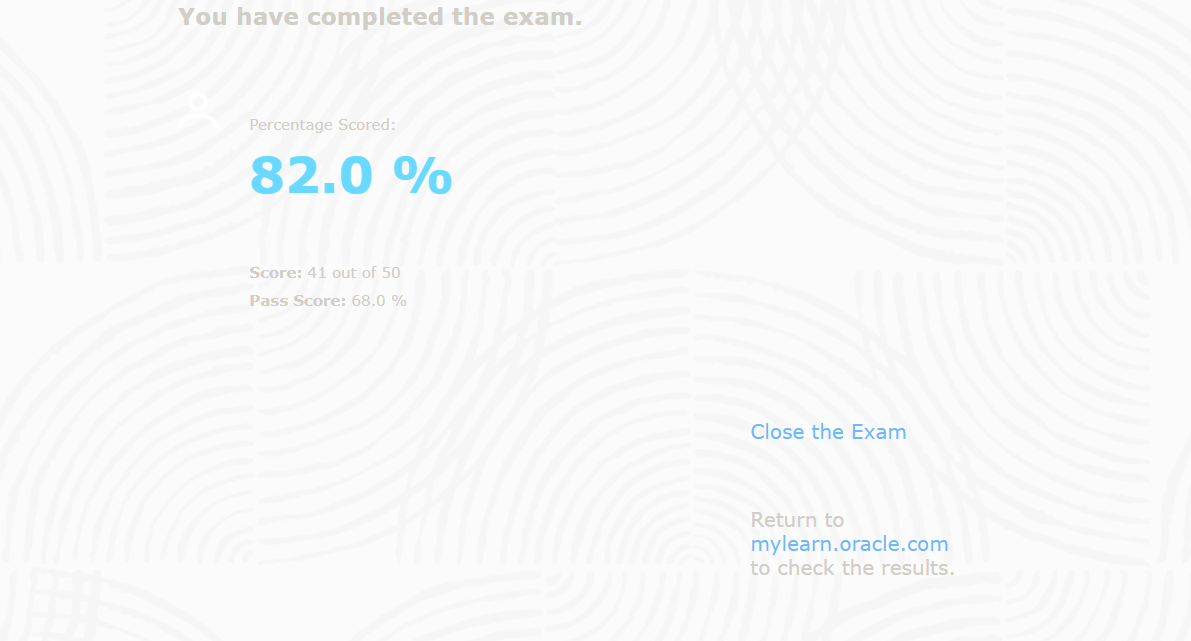 You have completed the exam.
Percentage Scored:
82.0 %
Score: 41 out of 50
Pass Score: 68.0 %
Close the Exam
Return to
mylearn.oracle.com
to check the results.